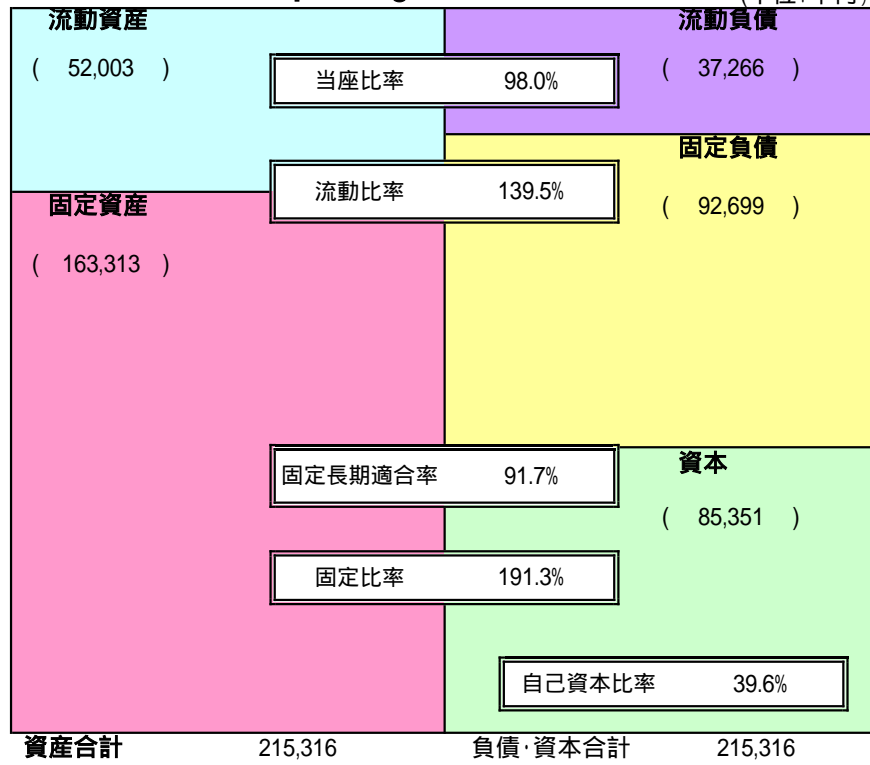 流動資産
( 52,003 )
流動負債
( 37,266 )
当座比率 98.0%
固定負債
( 92,699 )
流動比率 139.5%
固定資産
( 163,313 )
固定長期適合率 91.7%
資本
( 85,351 )
固定比率 191.3%
自己資本比率 39.6%
資産合計 215,316 負債・資本合計 215,316